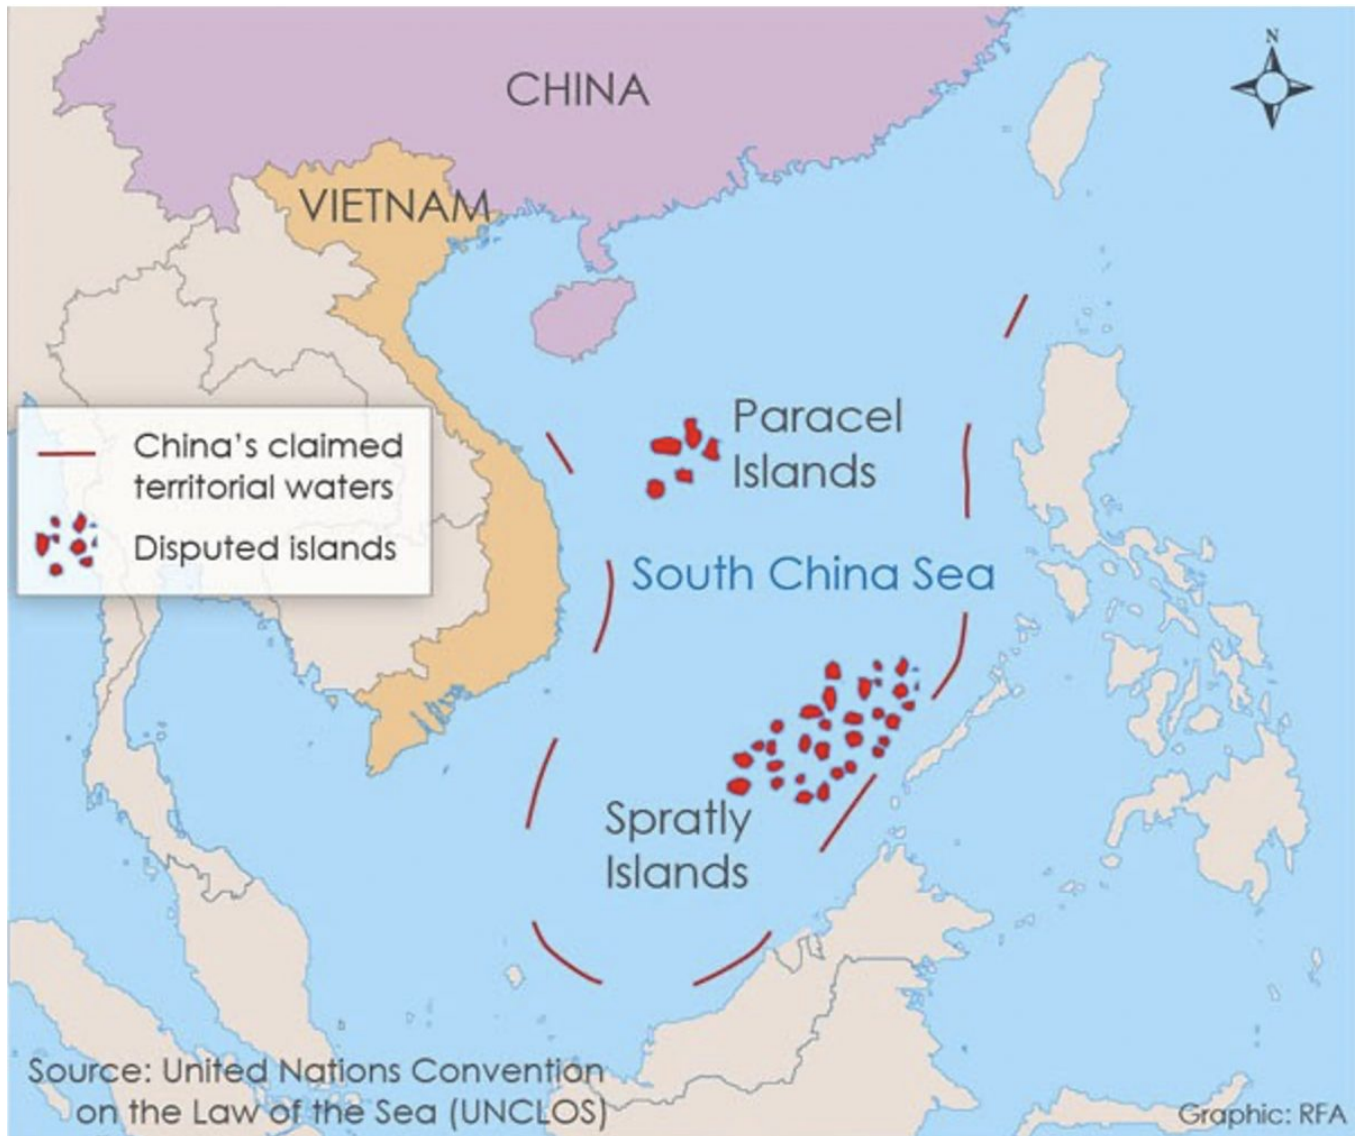 N
CHINA
VIETNAM
Paracel
Islands
China's claimed
territorial waters
Disputed islands
South China Sea
Spratly
Islands
Source: United Nations Convention
on the Law of the Sea (UNCLOS)
Graphic: RFA